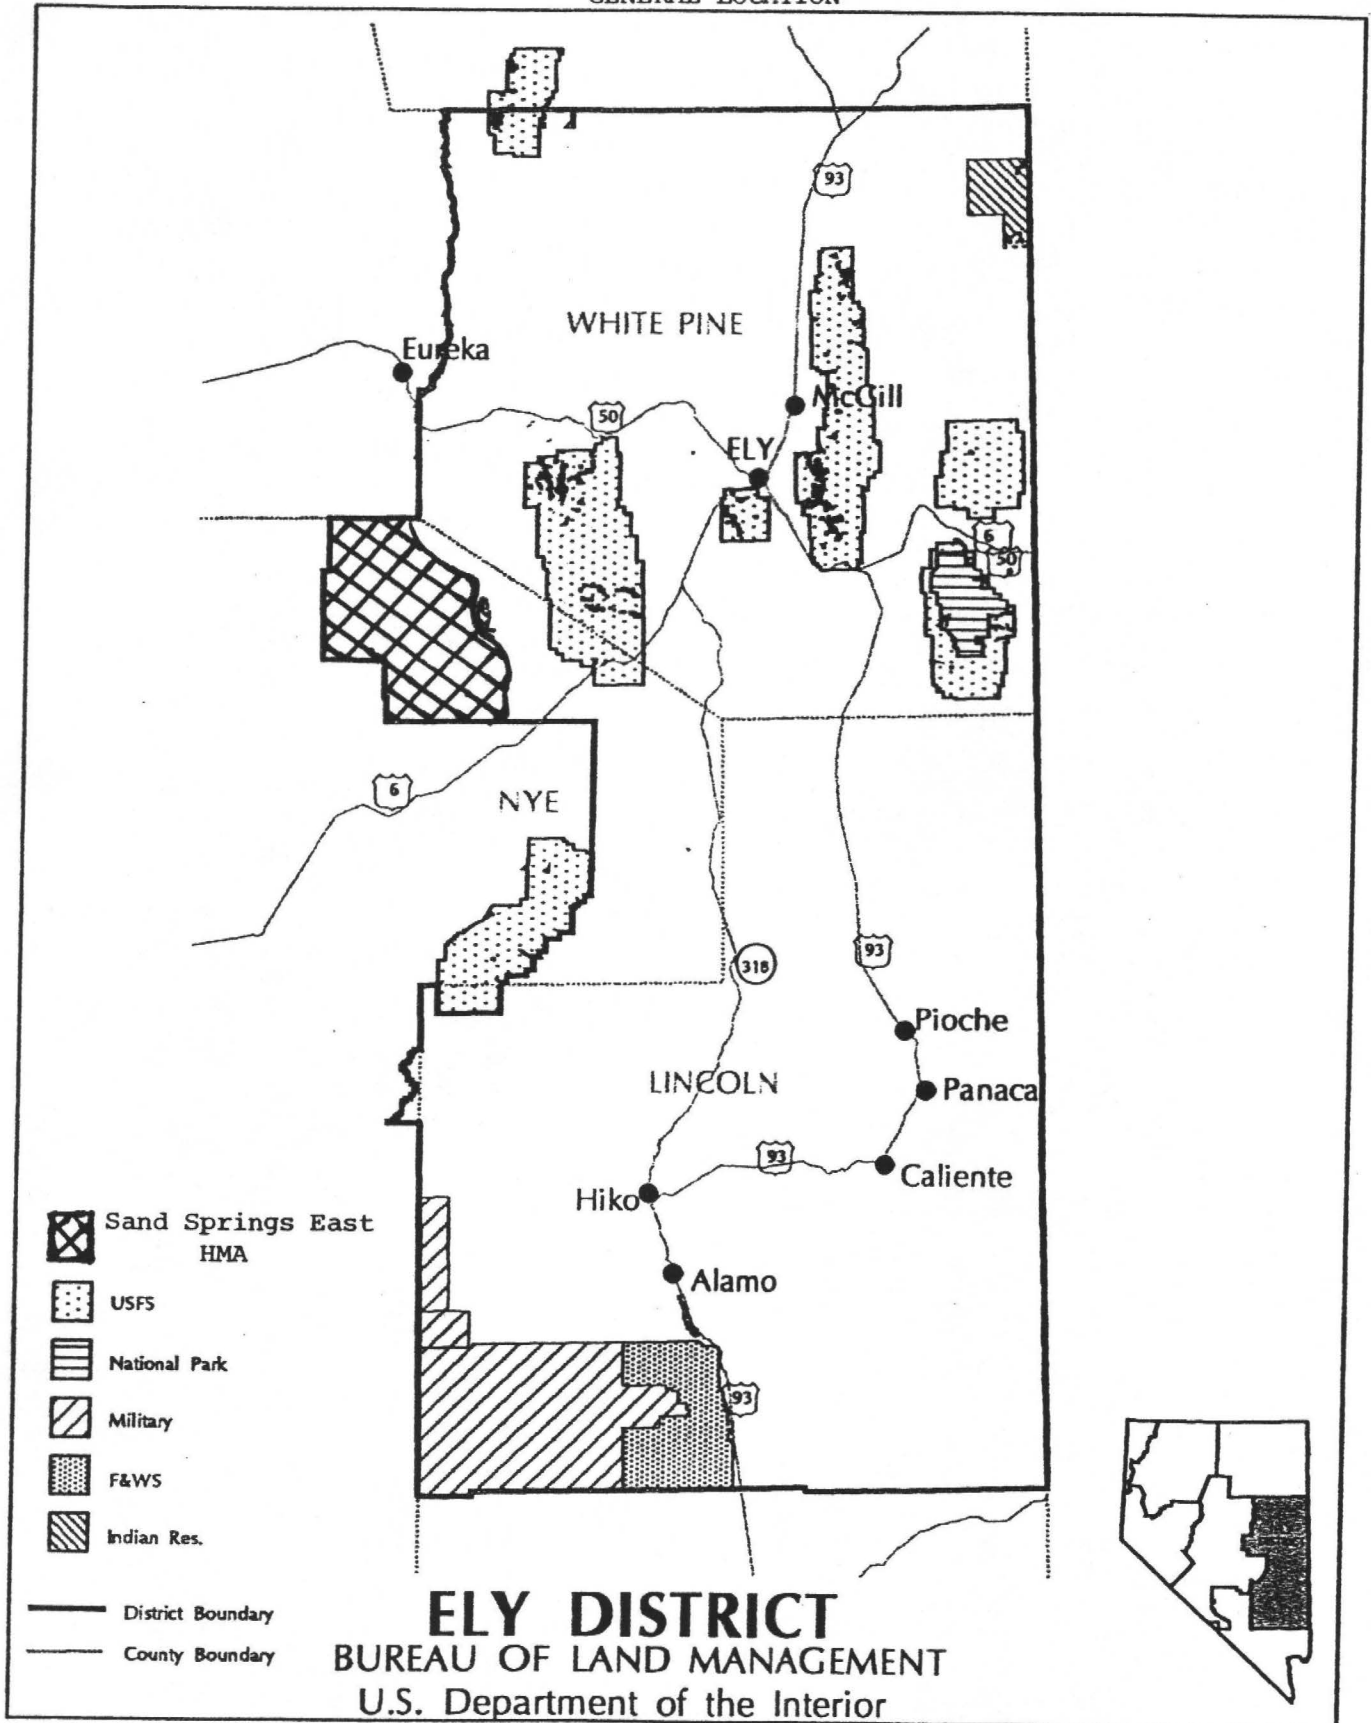 GENERAL LOCATION
93
WHITE PINE
Eureka
McGill
50
ELY
6
50
6
NYE
93
318
Pioche
LINCOLN
Panaca
93
Caliente
Hiko
Sand Springs East
HMA
Alamo
USFS
National Park
93
Military
F&WS
Indian Res.
District Boundary
County Boundary
ELY DISTRICT
BUREAU OF LAND MANAGEMENT
U.S. Department of the Interior